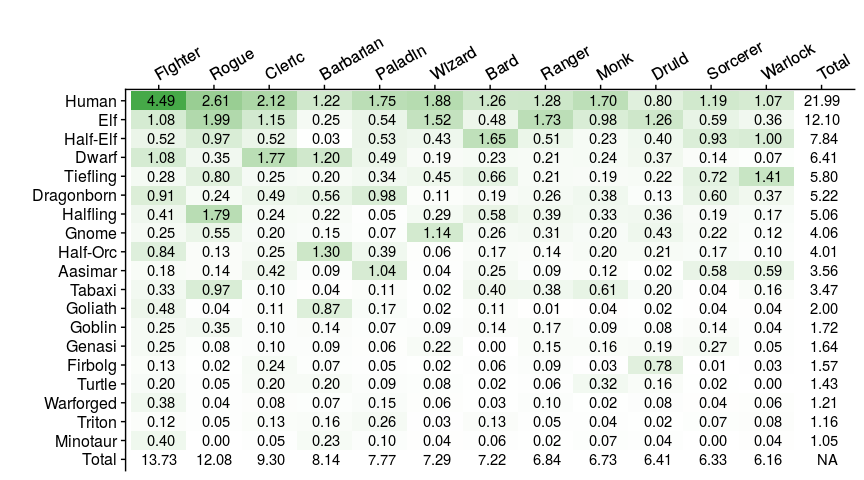 Fighter Rogue Cleric Barbarian Paladin Wizard Bard Ranger Monk Druid Sorcerer Warlock Total
Human 4.49 2.61 2.12 1.22 1.75 1.88 1.26 1.28 1.70 0.80 1.19 1.07 21.99
Elf 1.08 1.99 1.15 0.25 0.54 1.52 0.48 1.73 0.98 1.26 0.59 0.36 12.10
Half-Elf 0.52 0.97 0.52 0.03 0.53 0.43 1.65 0.51 0.23 0.40 0.93 1.00 7.84
Dwarf 1.08 0.35 1.77 1.20 0.49 0.19 0.23 0.21 0.24 0.37 0.14 0.07 6.41
Tiefling 0.28 0.80 0.25 0.20 0.34 0.45 0.66 0.21 0.19 0.22 0.72 1.41 5.80
Dragonborn 0.91 0.24 0.49 0.56 0.98 0.11 0.19 0.26 0.38 0.13 0.60 0.37 5.22
Halfling 0.41 1.79 0.24 0.22 0.05 0.29 0.58 0.39 0.33 0.36 0.19 0.17 5.06
Gnome 0.25 0.55 0.20 0.15 0.07 1.14 0.26 0.31 0.20 0.43 0.22 0.12 4.06
Half-Orc 0.84 0.13 0.25 1.30 0.39 0.06 0.17 0.14 0.20 0.21 0.17 0.10 4.01
Aasimar 0.18 0.14 0.42 0.09 1.04 0.04 0.25 0.09 0.12 0.02 0.58 0.59 3.56
Tabaxi 0.33 0.97 0.10 0.04 0.11 0.02 0.40 0.38 0.61 0.20 0.04 0.16 3.47
Goliath 0.48 0.04 0.11 0.87 0.17 0.02 0.11 0.01 0.04 0.02 0.04 0.04 2.00
Goblin 0.25 0.35 0.10 0.14 0.07 0.09 0.14 0.17 0.09 0.08 0.14 0.04 1.72
Genasi 0.25 0.08 0.10 0.09 0.06 0.22 0.00 0.15 0.16 0.19 0.27 0.05 1.64
Firbolg 0.13 0.02 0.24 0.07 0.05 0.02 0.06 0.09 0.03 0.78 0.01 0.03 1.57
Turtle 0.20 0.05 0.20 0.20 0.09 0.08 0.02 0.06 0.32 0.16 0.02 0.00 1.43
Warforged 0.38 0.04 0.08 0.07 0.15 0.06 0.03 0.10 0.02 0.08 0.04 0.06 1.21
Triton 0.12 0.05 0.13 0.16 0.26 0.03 0.13 0.05 0.04 0.02 0.07 0.08 1.16
Minotaur 0.40 0.00 0.05 0.23 0.10 0.04 0.06 0.02 0.07 0.04 0.00 0.04 1.05
Total 13.73 12.08 9.30 8.14 7.77 7.29 7.22 6.84 6.73 6.41 6.33 6.16 NA